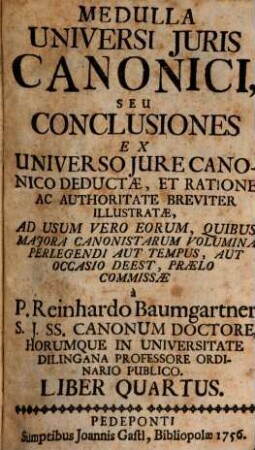 MEDULLA
UNIVERSI JURIS
CANONICI,
SEU
CONCLUSIONES
EX
UNIVERSO JURE CANO-
NICO DEDUCTÆ, ET RATIONE
AC AUTHORITATE BREVITER
ILLUSTRATÆ,
AD USUM VERO EORUM, QUIBUS
MAJORA CANONISTARUM VOLUMINA
PERLEGENDI AUT TEMPUS, AUT
OCCASIO DEEST, PRÆLO
COMMISSÆ
à
P. Reinhardo Baumgartner
S. J. SS. CANONUM DOCTORE,
HORUMQUE IN UNIVERSITATE
DILINGANA PROFESSORE ORDI-
NARIO PUBLICO.
LIBER QUARTUS.
PEDEPONTI
Sumptibus Joannis Gastl, Bibliopolæ 1756.